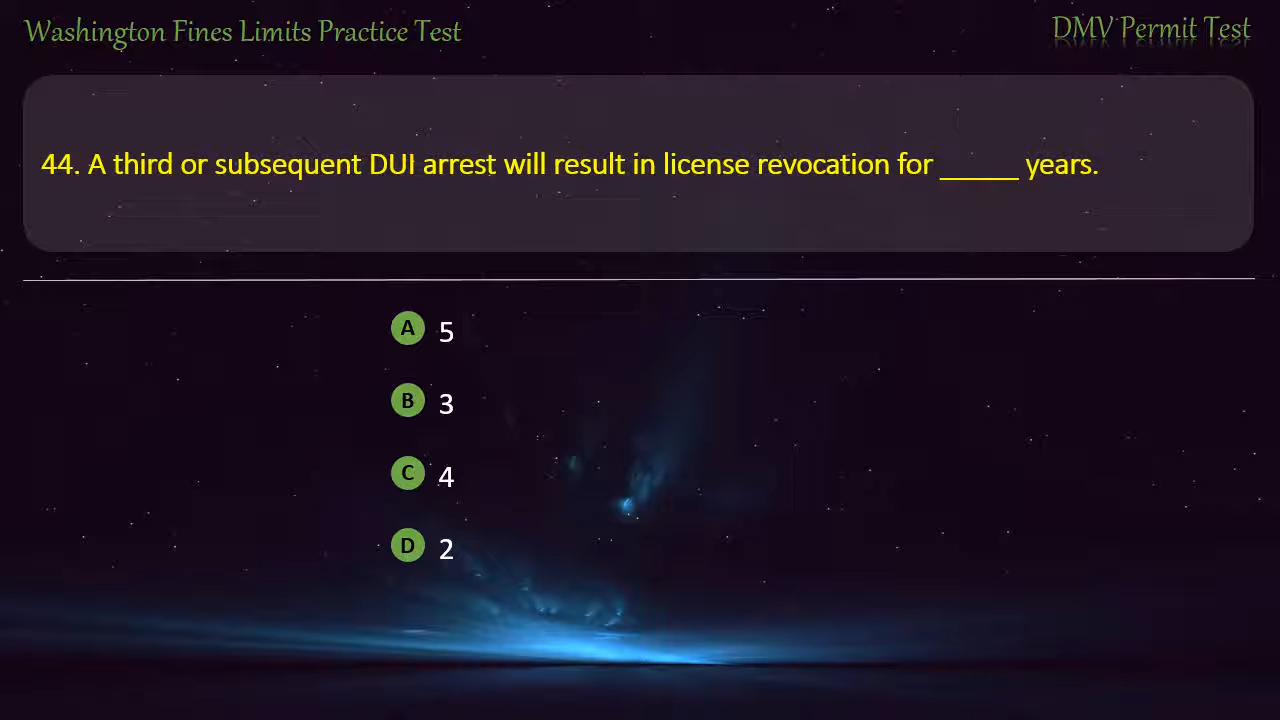 Washington Fines Limits Practice Test
DMV Permit Test
44. A third or subsequent DUI arrest will result in license revocation for _____ years.
A 5
B 3
C 4
D 2